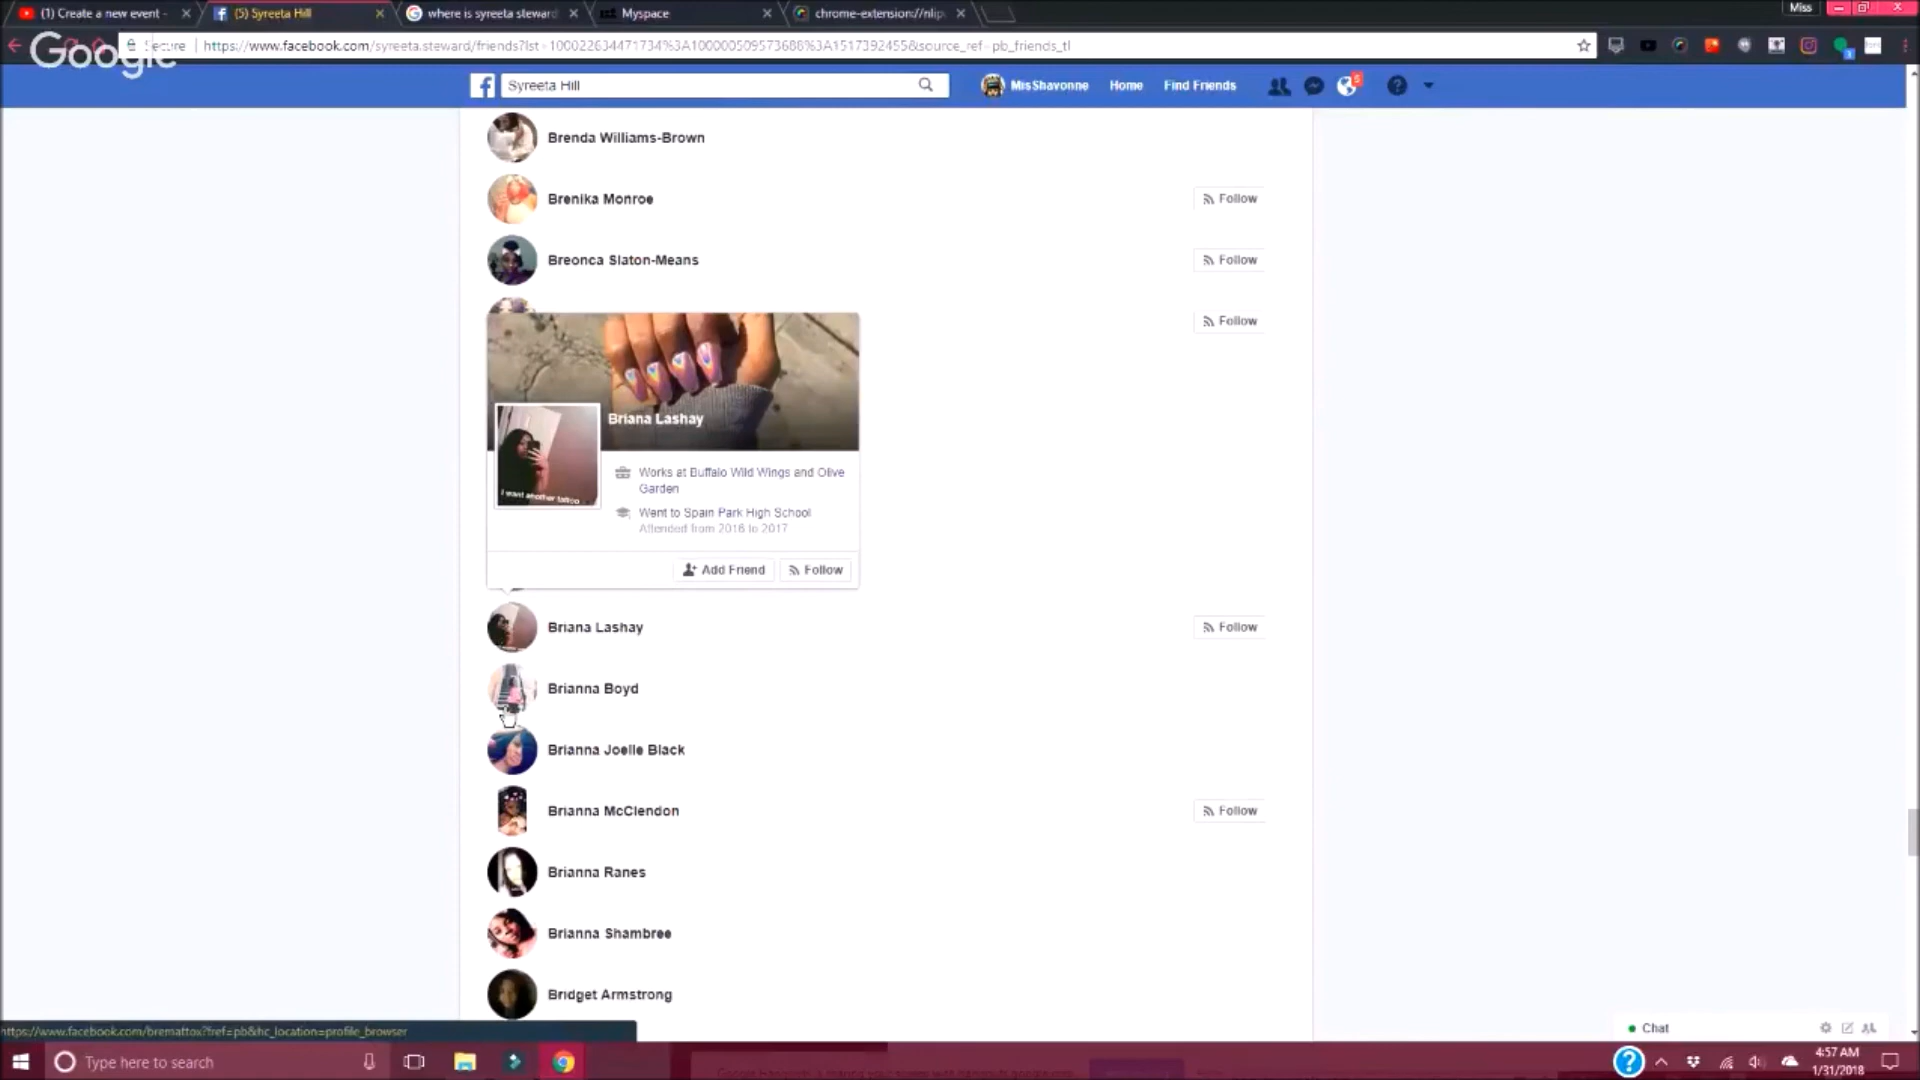 (1) Create a new event -
(5) Syreeta Hill
where is syreeta steward
Myspace
chrome-extension://nlip
Miss
Google
Secure
https://www.facebook.com/syreeta.steward/friends?lst=100022634471734%3A100000509573688%3A1517392455&source_ref=pb_friends_tl
Syreeta Hill
MisShavonne
Home
Find Friends
5
Brenda Williams-Brown
Brenika Monroe
Follow
Breonca Slaton-Means
Follow
Follow
Briana Lashay
I want another tattoo
Works at Buffalo Wild Wings and Olive
Garden
Went to Spain Park High School
Attended from 2016 to 2017
Add Friend
Follow
Briana Lashay
Follow
Brianna Boyd
Brianna Joelle Black
Brianna McClendon
Follow
Brianna Ranes
Brianna Shambree
Bridget Armstrong
https://www.facebook.com/bremattox?fref=pb&hc_location=profile_browser
Chat
Type here to search
4:57 AM
1/31/2018